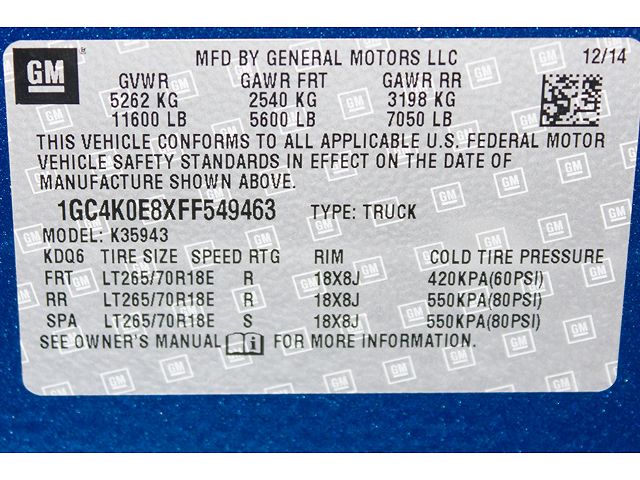 GM
MFD BY GENERAL MOTORS LLC 12/14
GVWR GAWR FRT GAWR RR
5262 KG 2540 KG 3198 KG
11600 LB 5600 LB 7050 LB
THIS VEHICLE CONFORMS TO ALL APPLICABLE U.S. FEDERAL MOTOR
VEHICLE SAFETY STANDARDS IN EFFECT ON THE DATE OF
MANUFACTURE SHOWN ABOVE.
1GC4K0E8XFF549463 TYPE: TRUCK
MODEL: K35943
KDQ6 TIRE SIZE SPEED RTG RIM COLD TIRE PRESSURE
FRT LT265/70R18E R 18X8J 420KPA(60PSI)
RR LT265/70R18E R 18X8J 550KPA(80PSI)
SPA LT265/70R18E S 18X8J 550KPA(80PSI)
SEE OWNER'S MANUAL FOR MORE INFORMATION.